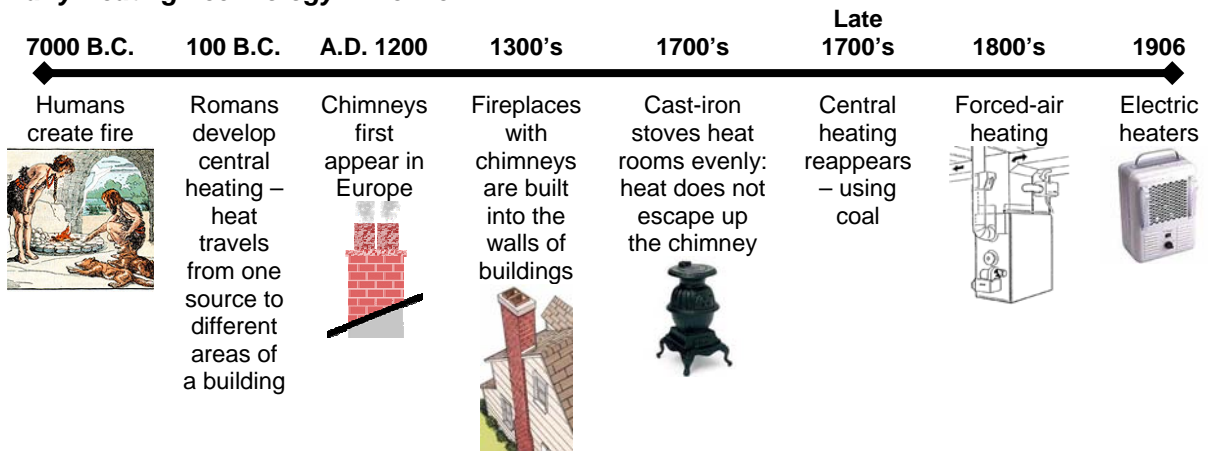 Heating Technology
7000 B.C.
100 B.C.
A.D. 1200
1300's
1700's
Late
1700's
1800's
1906
Humans
create fire
Romans
develop
central
heating –
heat
travels
from one
source to
different
areas of
a building
Chimneys
first
appear in
Europe
Fireplaces
with
chimneys
are built
into the
walls of
buildings
Cast-iron
stoves heat
rooms evenly:
heat does not
escape up
the chimney
Central
heating
reappears
– using
coal
Forced-air
heating
Electric
heaters